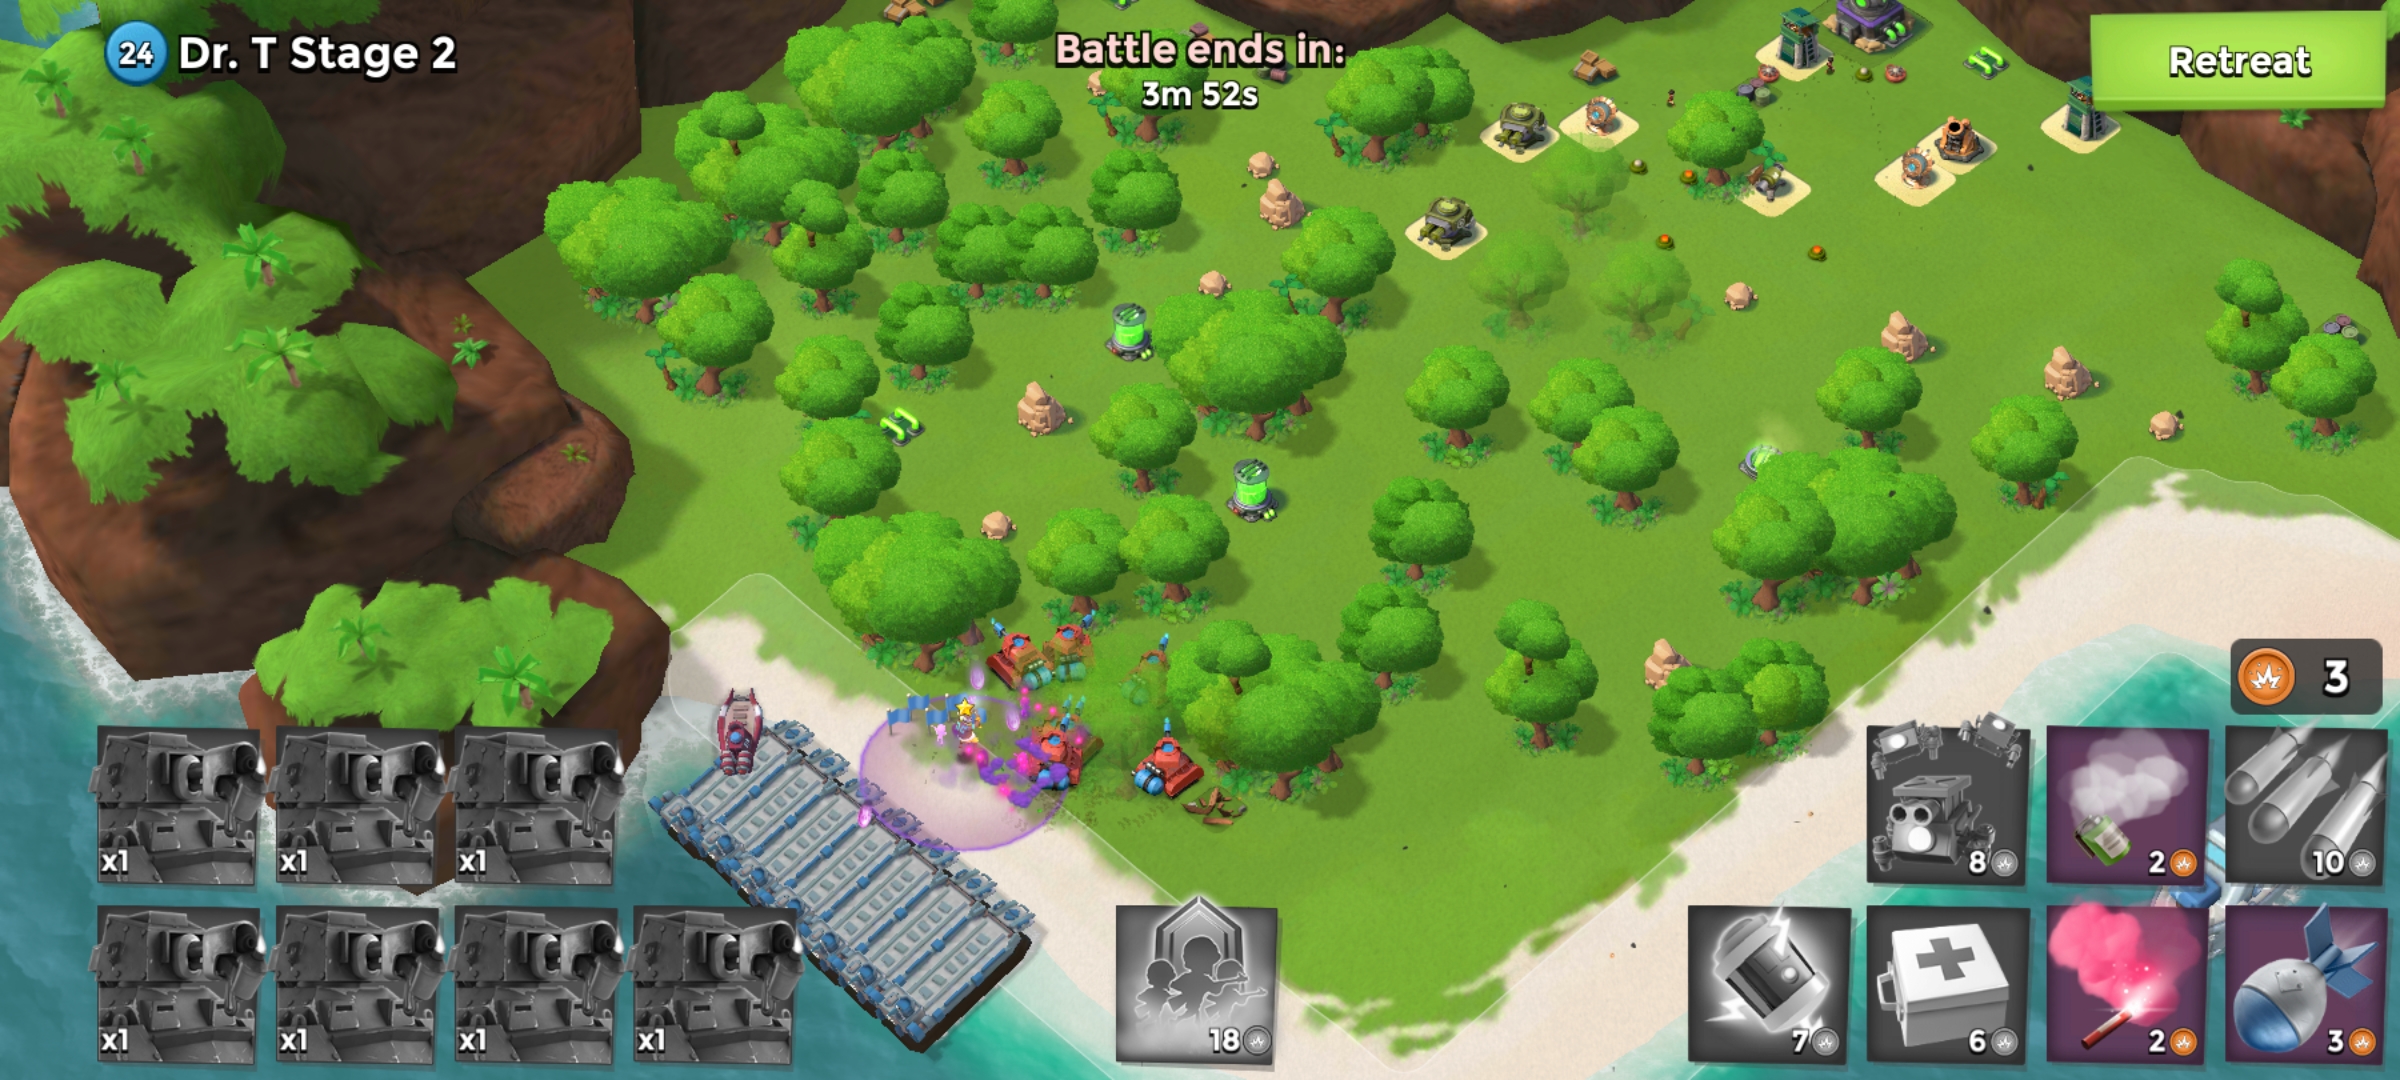 24 Dr. T Stage 2
Battle ends in:
3m 52s
Retreat
3
x1 x1 x1
8 2 10
x1 x1 x1 x1
18
7 6 2 3